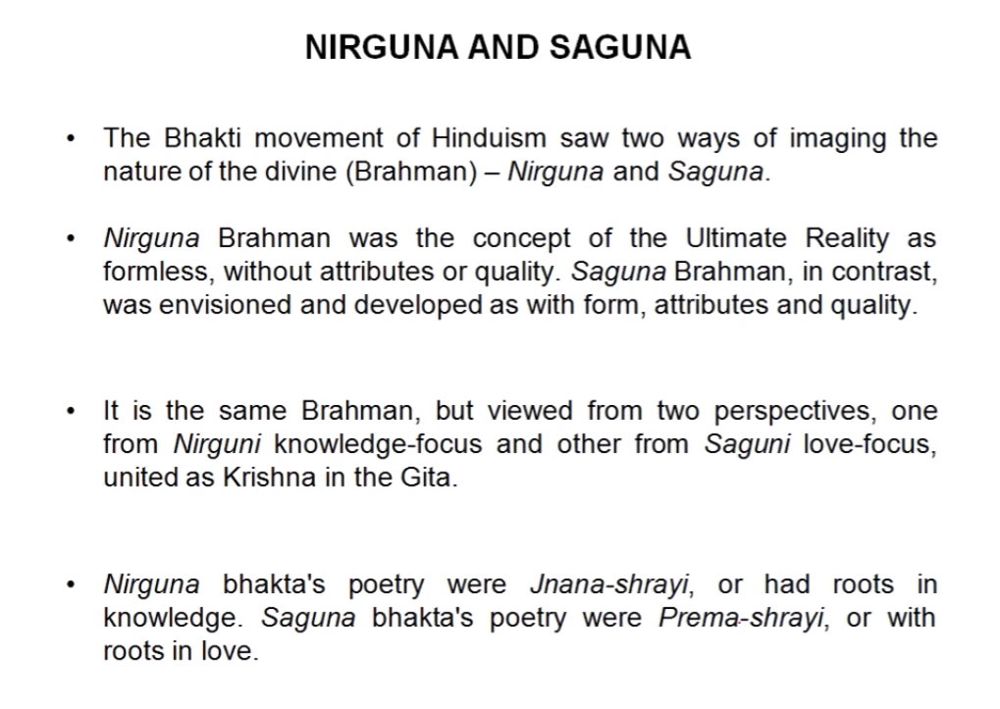 NIRGUNA AND SAGUNA
• The Bhakti movement of Hinduism saw two ways of imaging the
nature of the divine (Brahman) – Nirguna and Saguna.
• Nirguna Brahman was the concept of the Ultimate Reality as
formless, without attributes or quality. Saguna Brahman, in contrast,
was envisioned and developed as with form, attributes and quality.
• It is the same Brahman, but viewed from two perspectives, one
from Nirguni knowledge-focus and other from Saguni love-focus,
united as Krishna in the Gita.
• Nirguna bhakta's poetry were Jnana-shrayi, or had roots in
knowledge. Saguna bhakta's poetry were Prema-shrayi, or with
roots in love.